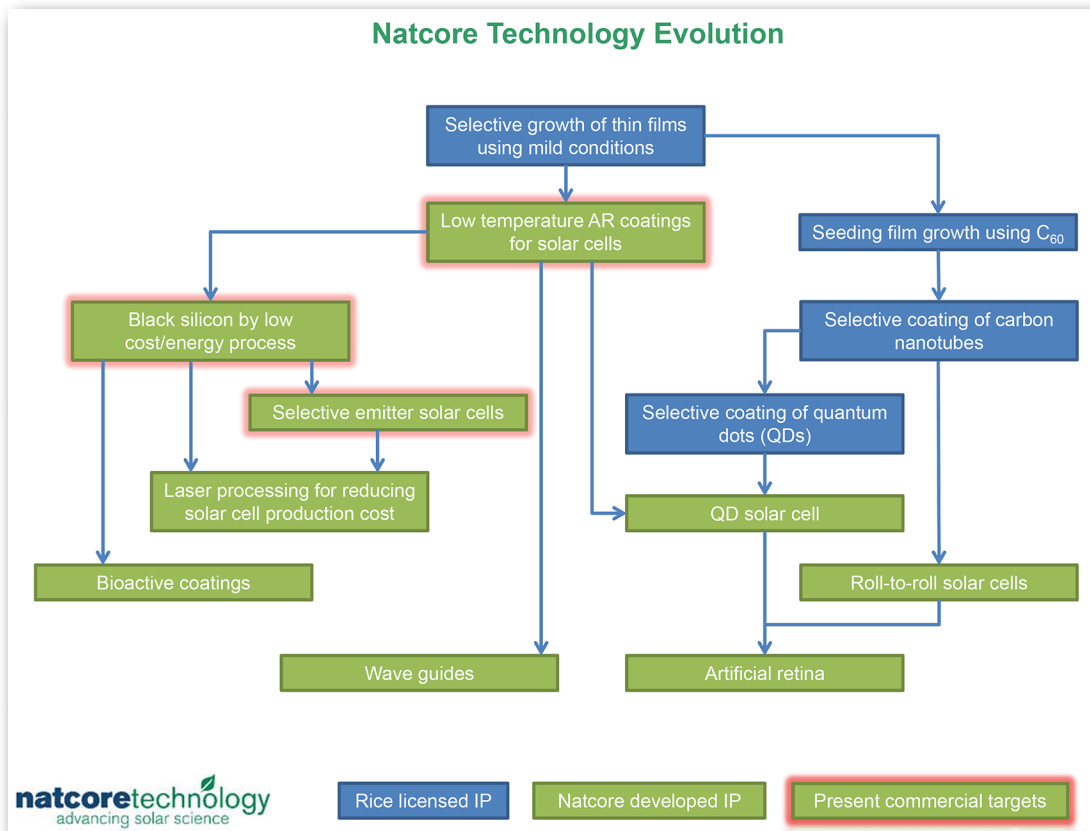 Natcore Technology Evolution
Selective growth of thin films
using mild conditions
Low temperature AR coatings
for solar cells
Seeding film growth using C₆₀
Black silicon by low
cost/energy process
Selective coating of carbon
nanotubes
Selective emitter solar cells
Selective coating of quantum
dots (QDs)
Laser processing for reducing
solar cell production cost
QD solar cell
Bioactive coatings
Roll-to-roll solar cells
Wave guides
Artificial retina
natcoretechnology
advancing solar science
Rice licensed IP
Natcore developed IP
Present commercial targets